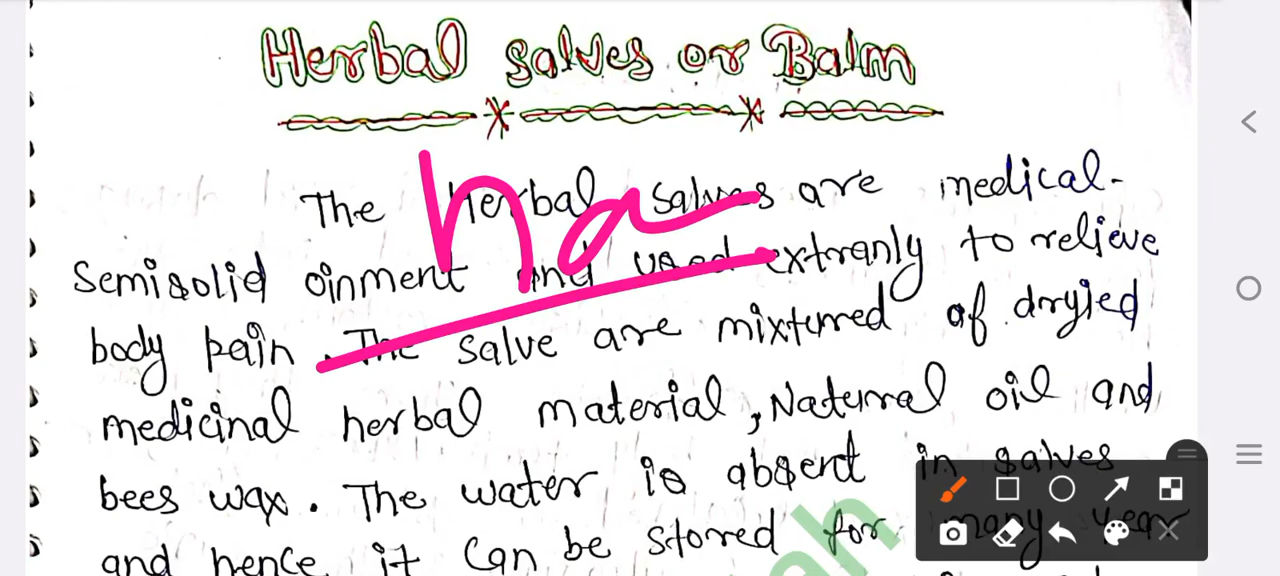 Herbal salves or Balm
The Herbal salves are medical-
Semisolid oinment and used extranly to relieve
body pain . The salve are mixtured of dryied
medicinal herbal material, Natural oil and
bees wax. The water is absent in salves
and hence it can be stored for many year
ha